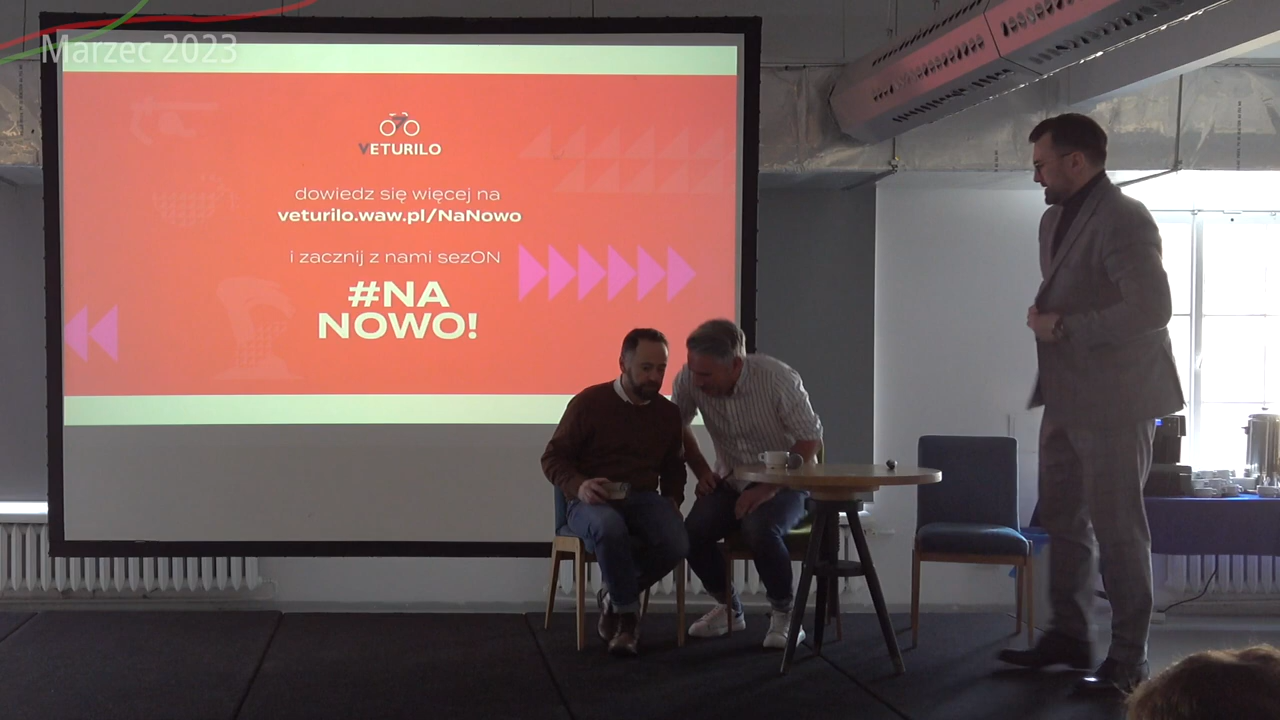 Marzec 2023
VETURILO
dowiedz się więcej na
veturilo.waw.pl/NaNowo
i zacznij z nami sezON
#NA
NOWO!